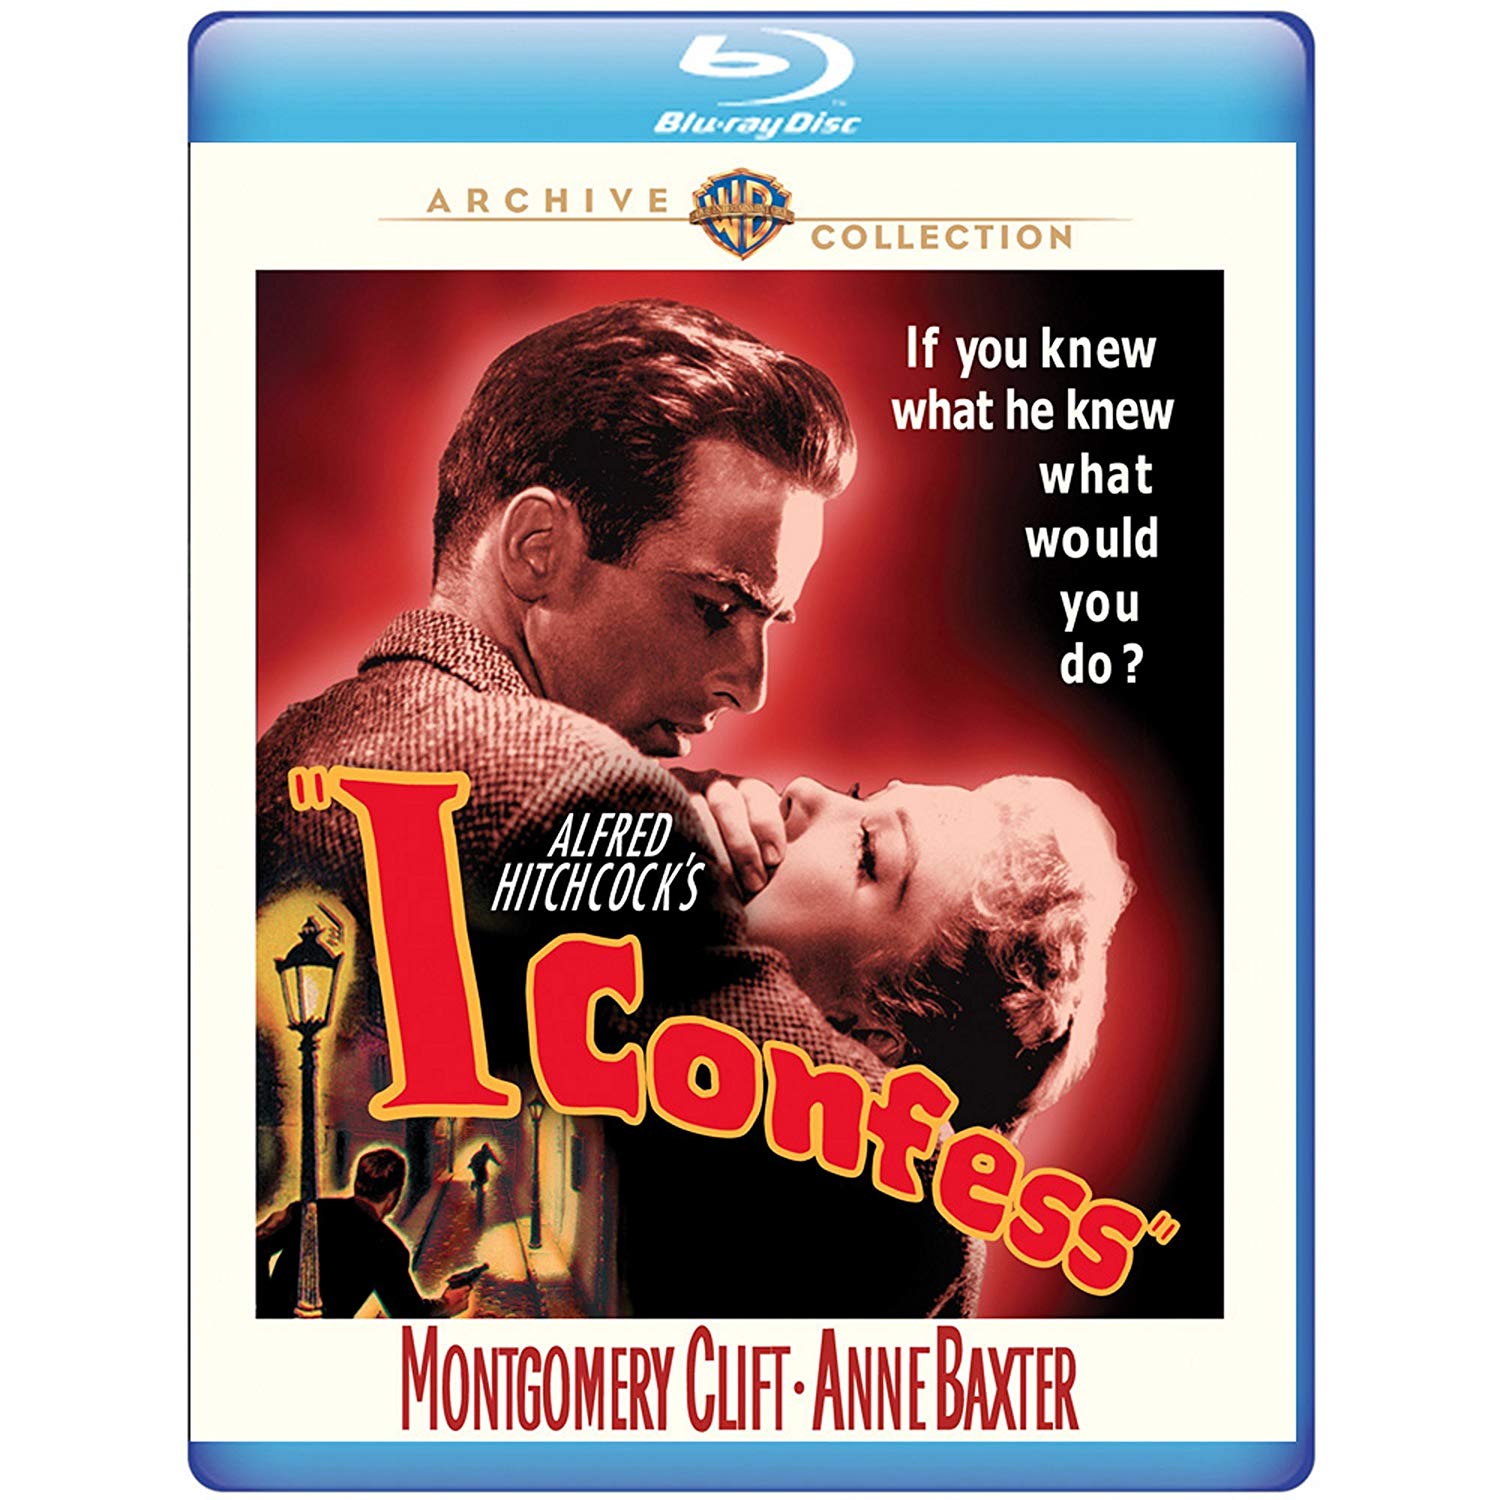 Blu-ray Disc
ARCHIVE
WB
COLLECTION
If you knew
what he knew
what
would
you
do?
ALFRED
HITCHCOCK'S
"I Confess"
MONTGOMERY CLIFT · ANNE BAXTER